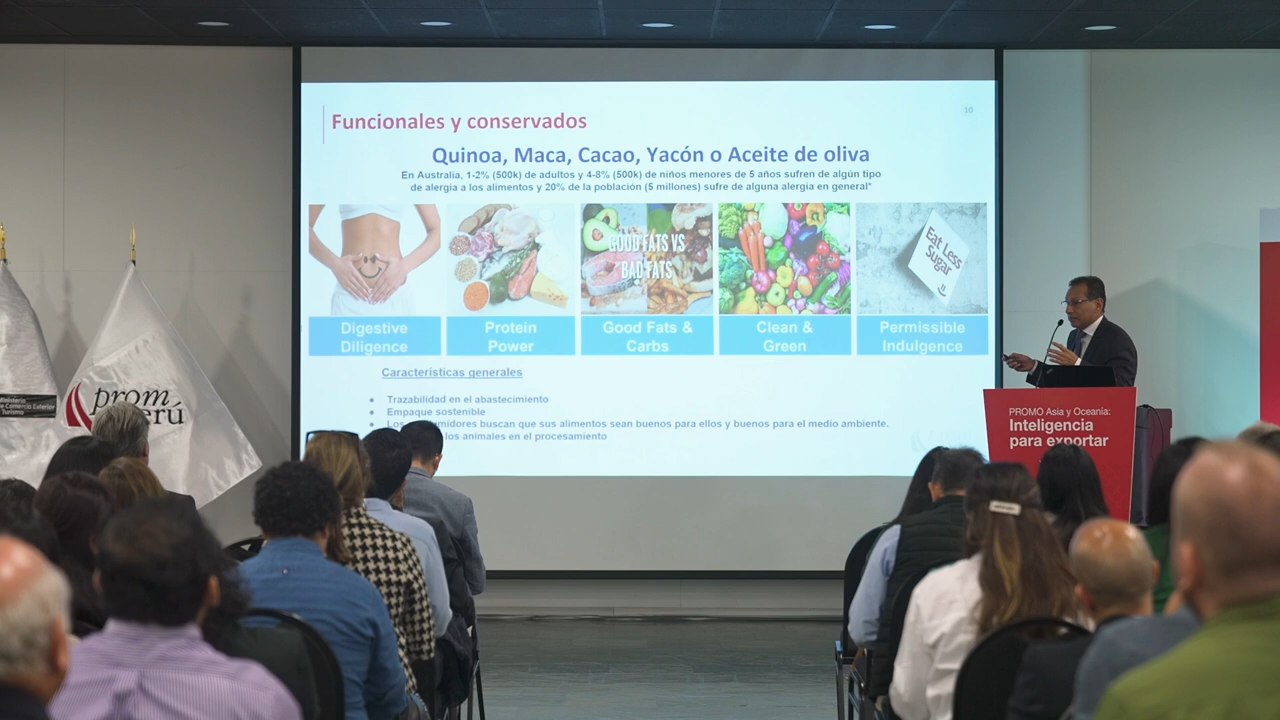 Funcionales y conservados
10
Quinoa, Maca, Cacao, Yacón o Aceite de oliva
En Australia, 1-2% (500k) de adultos y 4-8% (500k) de niños menores de 5 años sufren de algún tipo
de alergia a los alimentos y 20% de la población (5 millones) sufre de alguna alergia en general*
GOOD FATS VS
BAD FATS
Eat Less
Sugar
Digestive
Diligence
Protein
Power
Good Fats &
Carbs
Clean &
Green
Permissible
Indulgence
Características generales
Trazabilidad en el abastecimiento
Empaque sostenible
que sus alimentos sean buenos para ellos y buenos para el medio ambiente.
los animales en el procesamiento
PROMO Asia y Oceanía:
Inteligencia
para exportar
prom
Comercio Exterior
Turismo